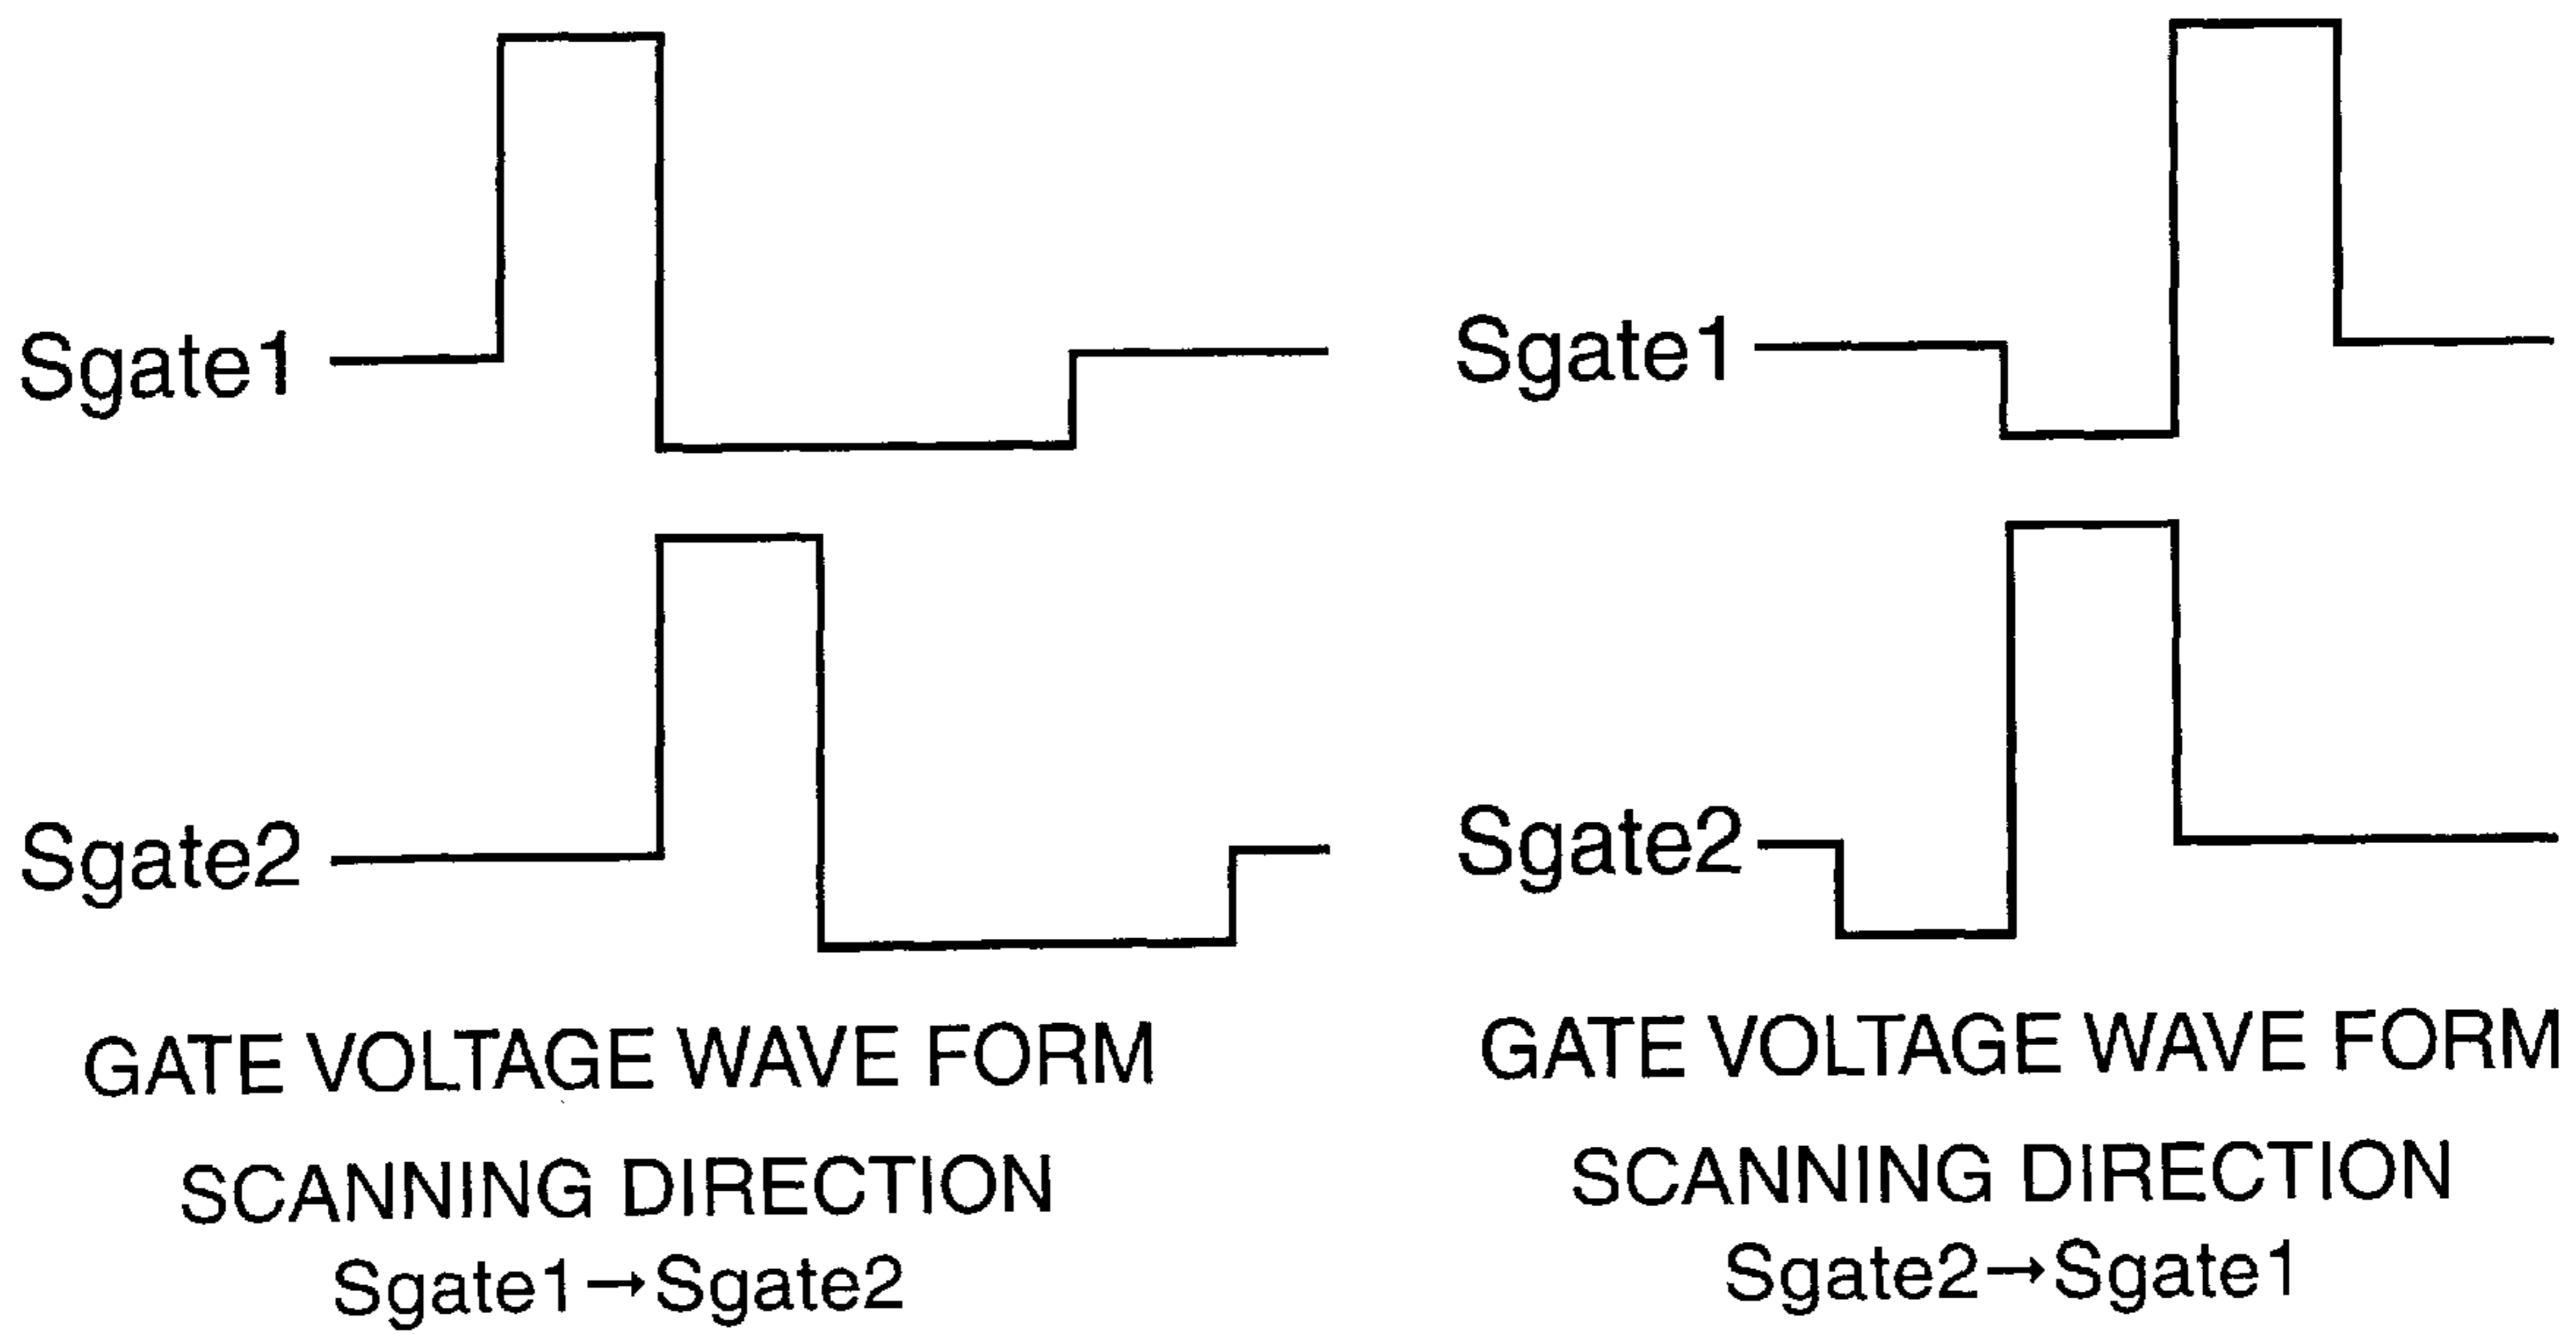 Sgate1
Sgate2
GATE VOLTAGE WAVE FORM
SCANNING DIRECTION
Sgate1→Sgate2
Sgate1
Sgate2
GATE VOLTAGE WAVE FORM
SCANNING DIRECTION
Sgate2→Sgate1